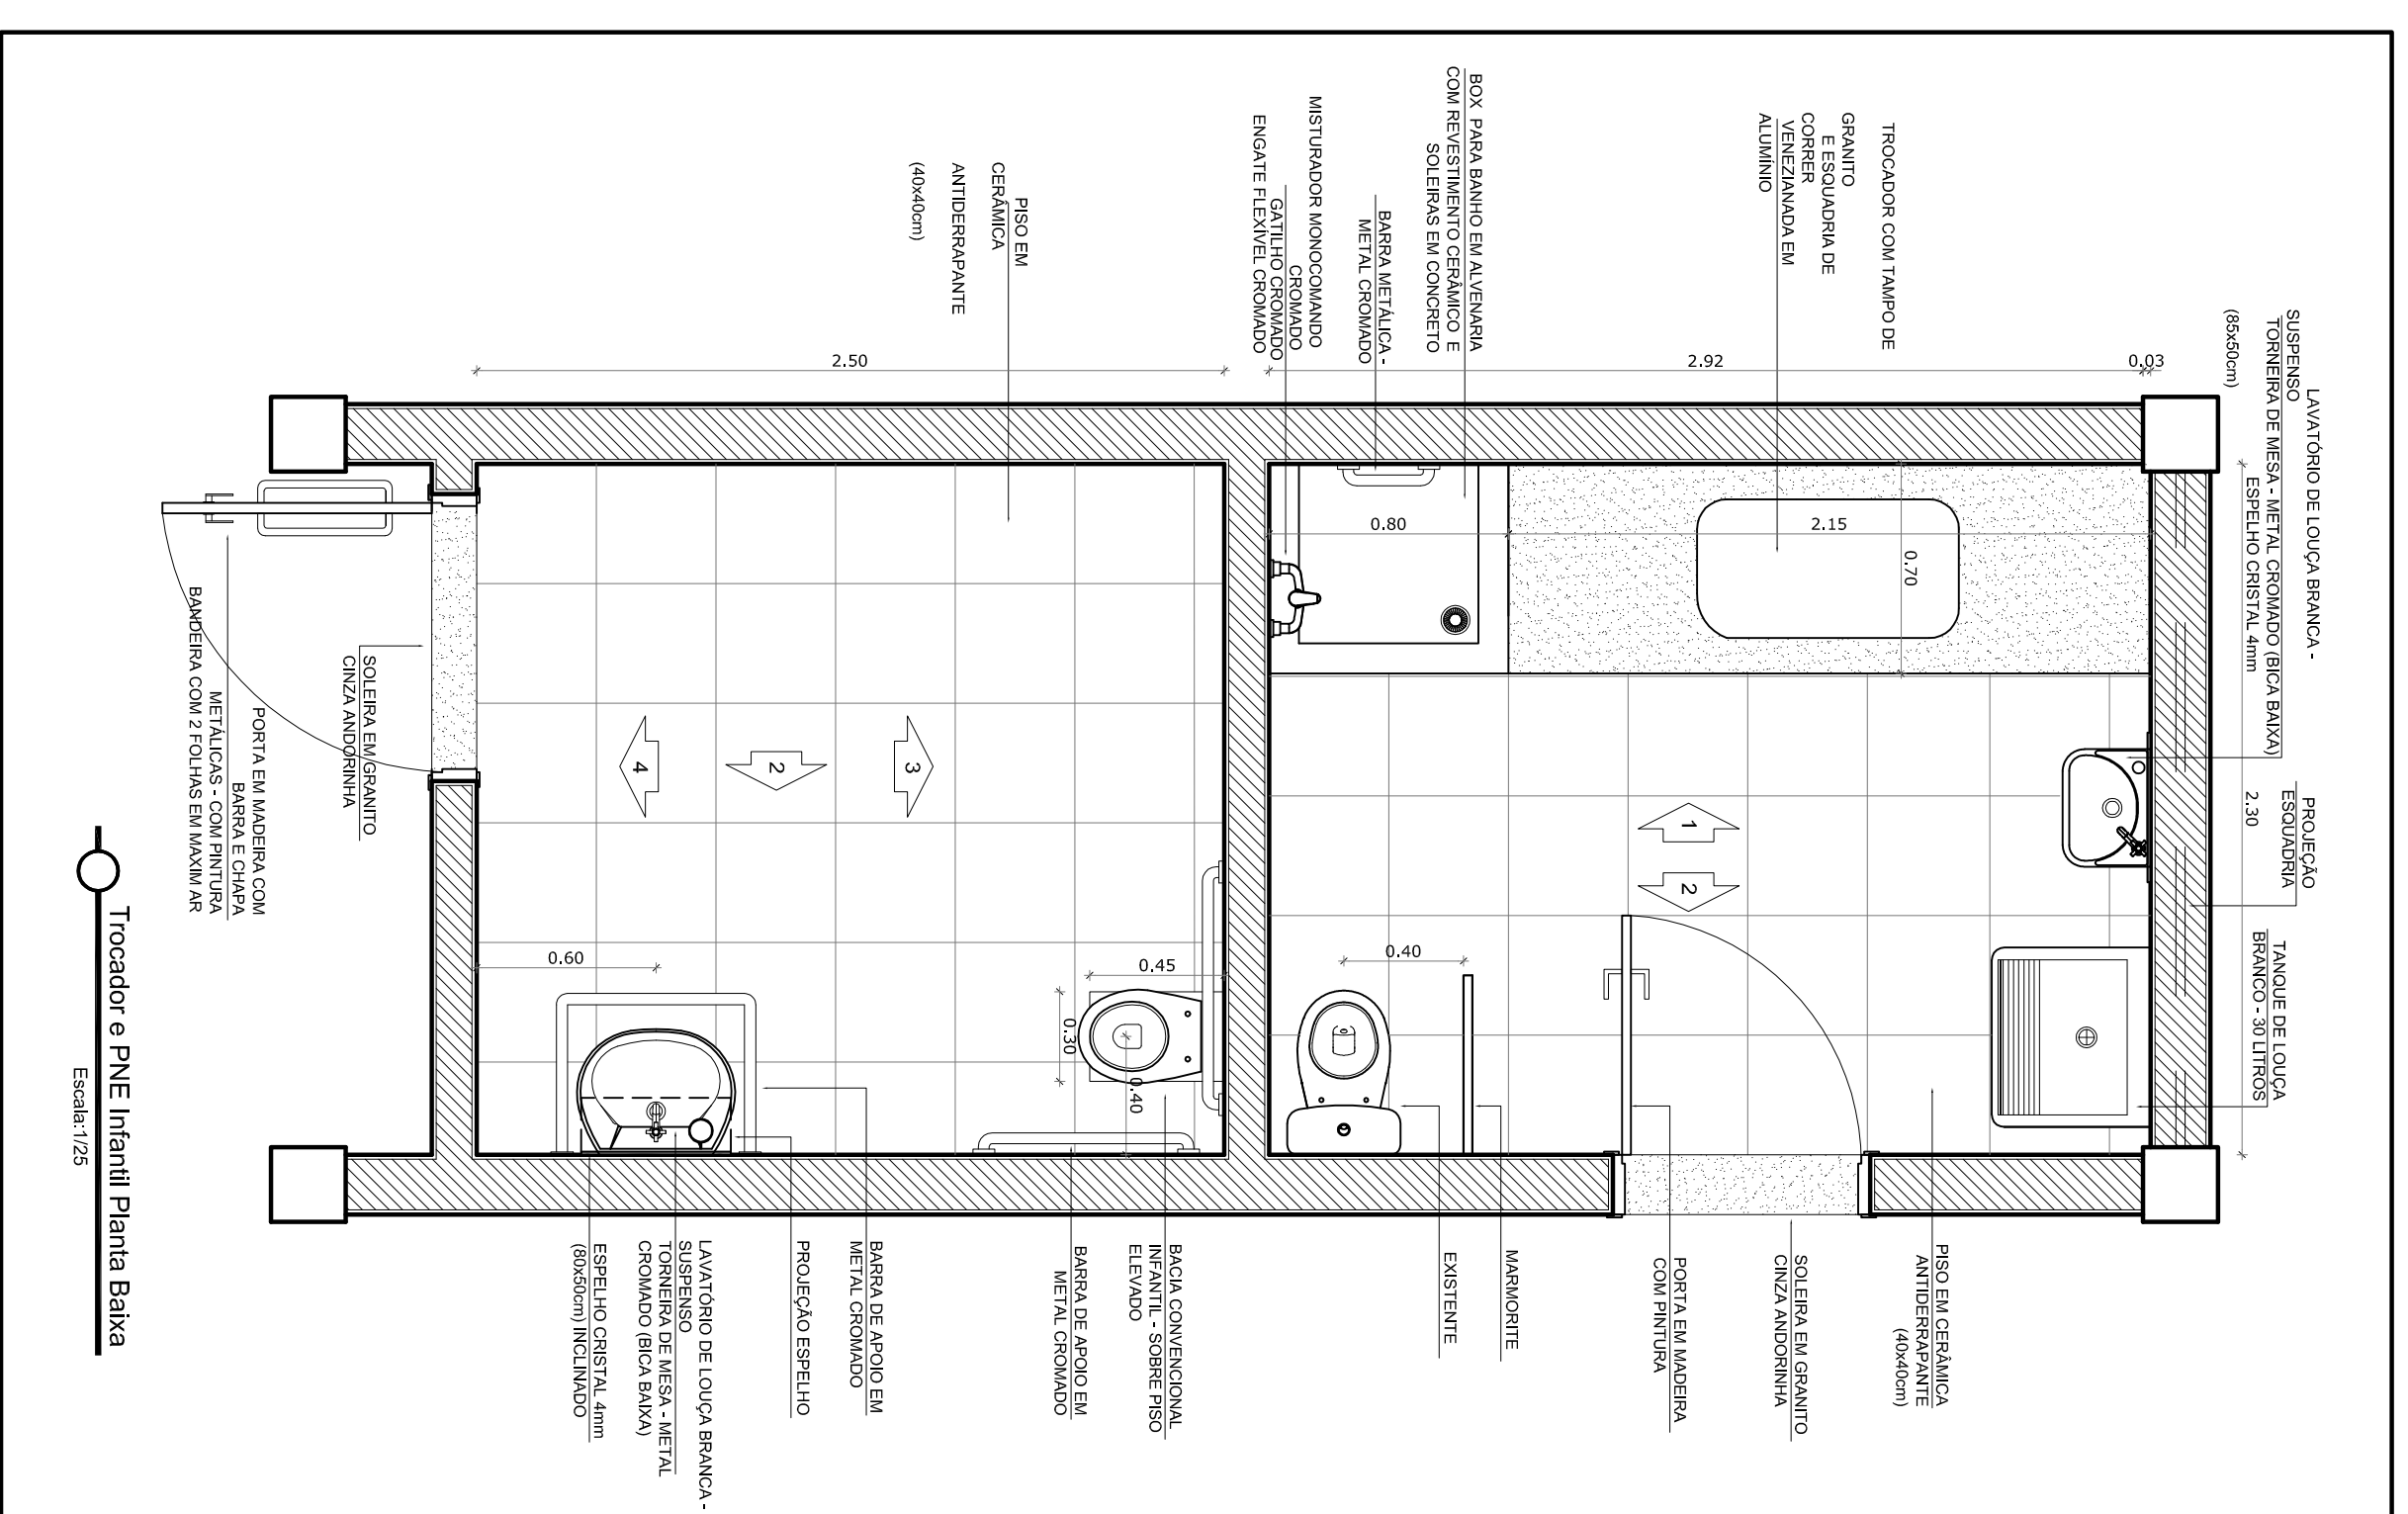 LAVATÓRIO DE LOUÇA BRANCA -
SUSPENSO
TORNEIRA DE MESA - METAL CROMADO (BICA BAIXA)
ESPELHO CRISTAL 4mm
(85x50cm)
PROJEÇÃO
ESQUADRIA
TANQUE DE LOUÇA
BRANCO - 30 LITROS
TROCADOR COM TAMPO DE
GRANITO
E ESQUADRIA DE
CORRER
VENEZIANADA EM
ALUMÍNIO
BOX PARA BANHO EM ALVENARIA
COM REVESTIMENTO CERÂMICO E
SOLEIRAS EM CONCRETO
BARRA METÁLICA -
METAL CROMADO
MISTURADOR MONOCOMANDO
CROMADO
GATILHO CROMADO
ENGATE FLEXÍVEL CROMADO
PISO EM
CERÂMICA
ANTIDERRAPANTE
(40x40cm)
0.03
2.92
2.50
2.30
2.15
0.80
0.70
1
2
0.40
3
2
4
0.45
0.30
0.40
0.60
PISO EM CERÂMICA
ANTIDERRAPANTE
(40x40cm)
SOLEIRA EM GRANITO
CINZA ANDORINHA
PORTA EM MADEIRA
COM PINTURA
MARMORITE
EXISTENTE
BACIA CONVENCIONAL
INFANTIL - SOBRE PISO
ELEVADO
BARRA DE APOIO EM
METAL CROMADO
BARRA DE APOIO EM
METAL CROMADO
PROJEÇÃO ESPELHO
LAVATÓRIO DE LOUÇA BRANCA -
SUSPENSO
TORNEIRA DE MESA - METAL
CROMADO (BICA BAIXA)
ESPELHO CRISTAL 4mm
(80x50cm) INCLINADO
SOLEIRA EM GRANITO
CINZA ANDORINHA
PORTA EM MADEIRA COM
BARRA E CHAPA
METÁLICAS - COM PINTURA
BANDEIRA COM 2 FOLHAS EM MAXIM AR
Trocador e PNE Infantil Planta Baixa
Escala:1/25